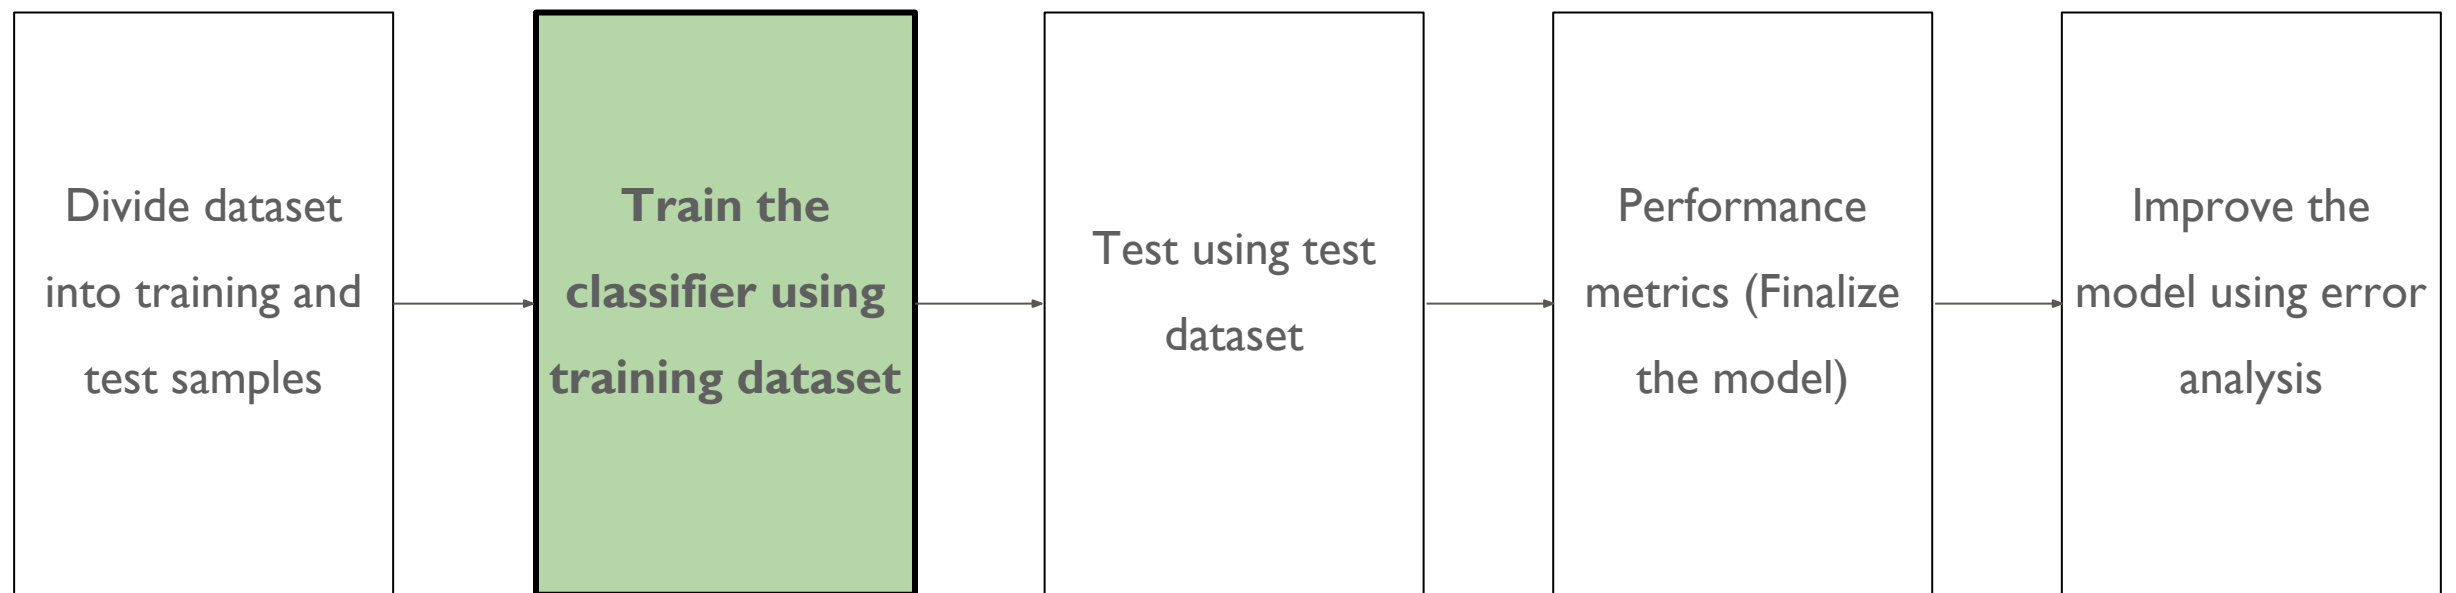 Divide dataset
into training and
test samples
Train the
classifier using
training dataset
Test using test
dataset
Performance
metrics (Finalize
the model)
Improve the
model using error
analysis